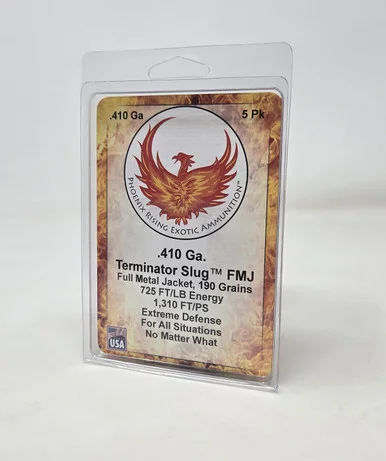 .410 Ga 5 Pk
PHOENIX RISING EXOTIC AMMUNITION™
.410 Ga.
Terminator Slug™ FMJ
Full Metal Jacket, 190 Grains
725 FT/LB Energy
1,310 FT/PS
Extreme Defense
For All Situations
No Matter What
USA